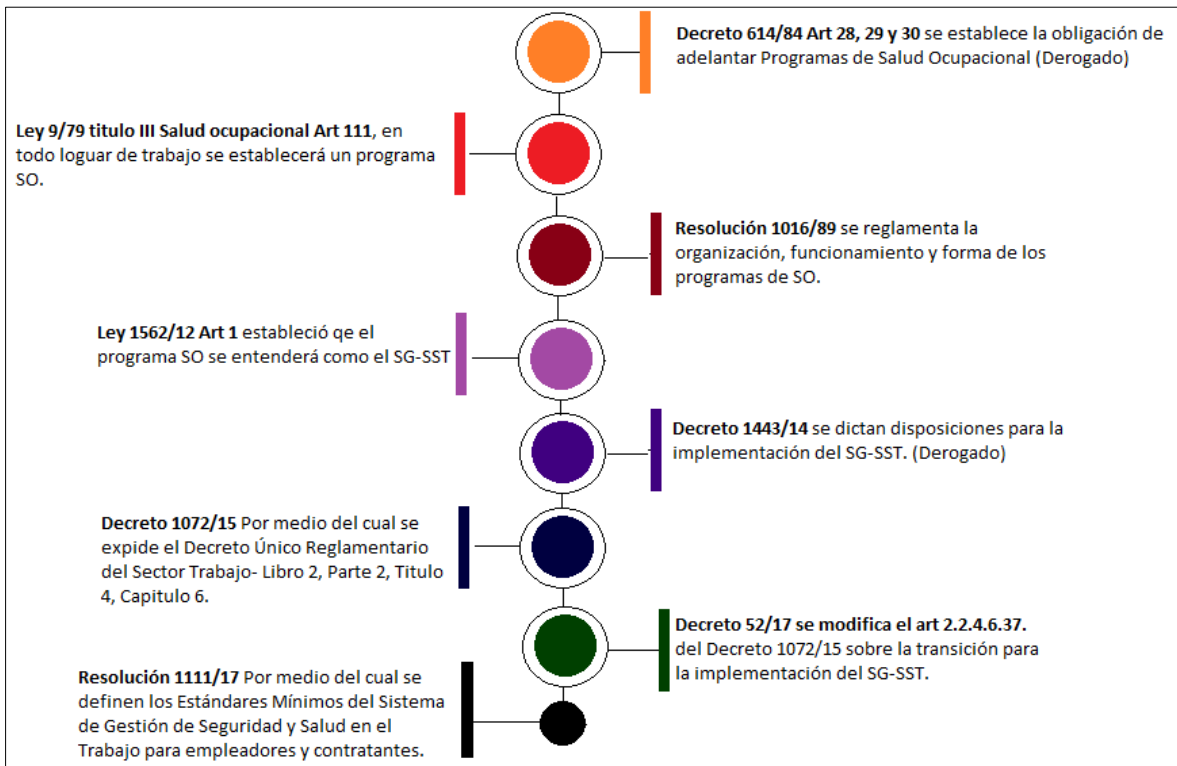 Decreto 614/84 Art 28, 29 y 30 se establece la obligación de
adelantar Programas de Salud Ocupacional (Derogado)
Ley 9/79 titulo III Salud ocupacional Art 111, en
todo loguar de trabajo se establecerá un programa
SO.
Resolución 1016/89 se reglamenta la
organización, funcionamiento y forma de los
programas de SO.
Ley 1562/12 Art 1 estableció qe el
programa SO se entenderá como el SG-SST
Decreto 1443/14 se dictan disposiciones para la
implementación del SG-SST. (Derogado)
Decreto 1072/15 Por medio del cual se
expide el Decreto Único Reglamentario
del Sector Trabajo- Libro 2, Parte 2, Titulo
4, Capitulo 6.
Decreto 52/17 se modifica el art 2.2.4.6.37.
del Decreto 1072/15 sobre la transición para
la implementación del SG-SST.
Resolución 1111/17 Por medio del cual se
definen los Estándares Mínimos del Sistema
de Gestión de Seguridad y Salud en el
Trabajo para empleadores y contratantes.